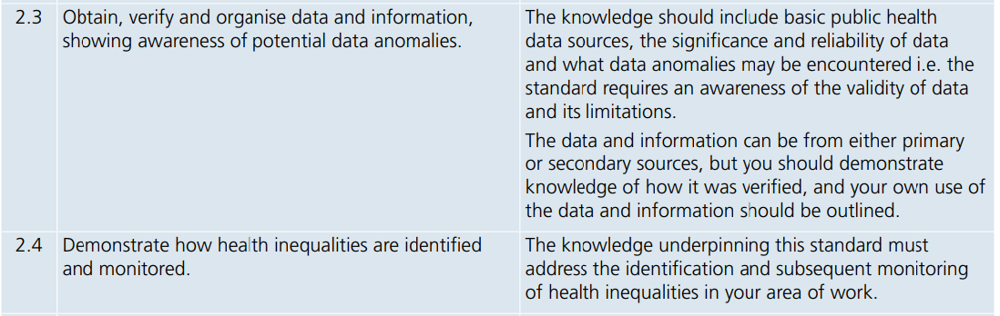 2.3
Obtain, verify and organise data and information,
showing awareness of potential data anomalies.
The knowledge should include basic public health
data sources, the significance and reliability of data
and what data anomalies may be encountered i.e. the
standard requires an awareness of the validity of data
and its limitations.
The data and information can be from either primary
or secondary sources, but you should demonstrate
knowledge of how it was verified, and your own use of
the data and information should be outlined.
2.4
Demonstrate how health inequalities are identified
and monitored.
The knowledge underpinning this standard must
address the identification and subsequent monitoring
of health inequalities in your area of work.